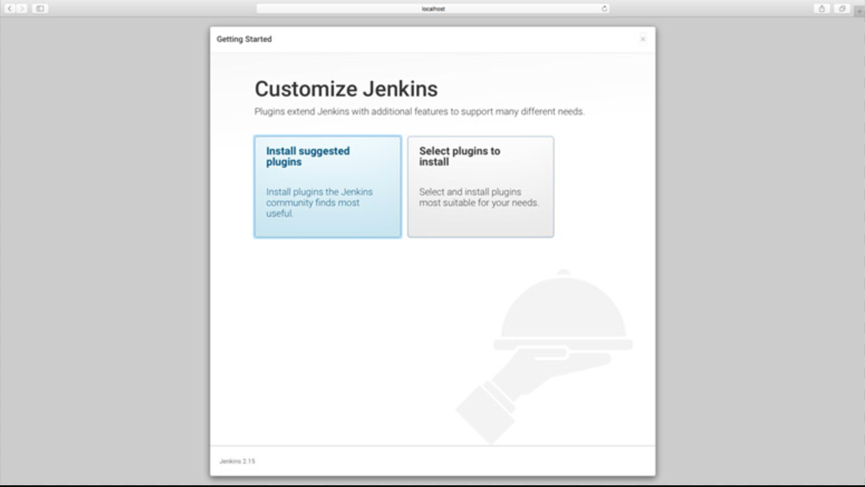 localhost
Getting Started
×
Customize Jenkins
Plugins extend Jenkins with additional features to support many different needs.
Install suggested
plugins
Install plugins the Jenkins
community finds most
useful.
Select plugins to
install
Select and install plugins
most suitable for your needs.
Jenkins 2.15